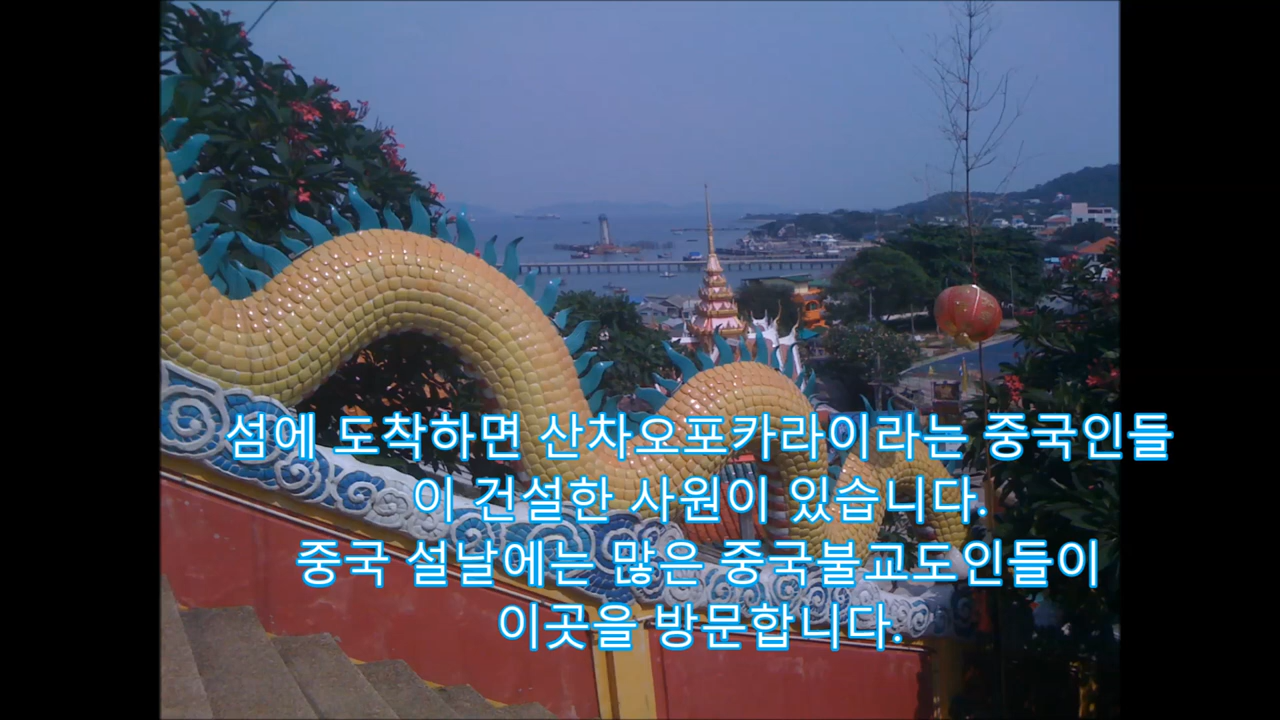 섬에 도착하면 산차오포카라이라는 중국인들
이 건설한 사원이 있습니다.
중국 설날에는 많은 중국불교도인들이
이곳을 방문합니다.